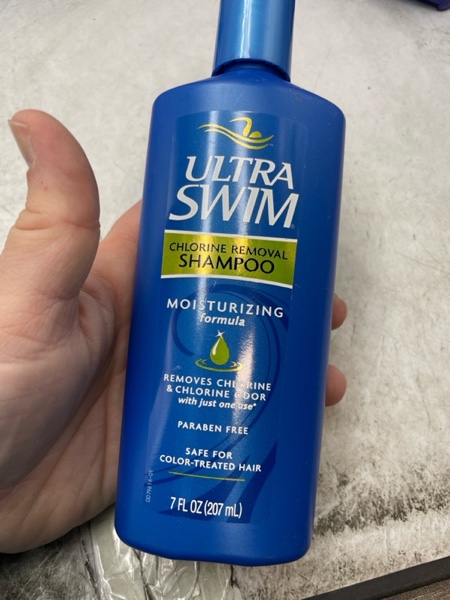 ULTRA
SWIM
CHLORINE REMOVAL
SHAMPOO
MOISTURIZING
formula
REMOVES CHLORINE
& CHLORINE ODOR
with just one use*
PARABEN FREE
SAFE FOR
COLOR-TREATED HAIR
7 FL OZ (207 mL)